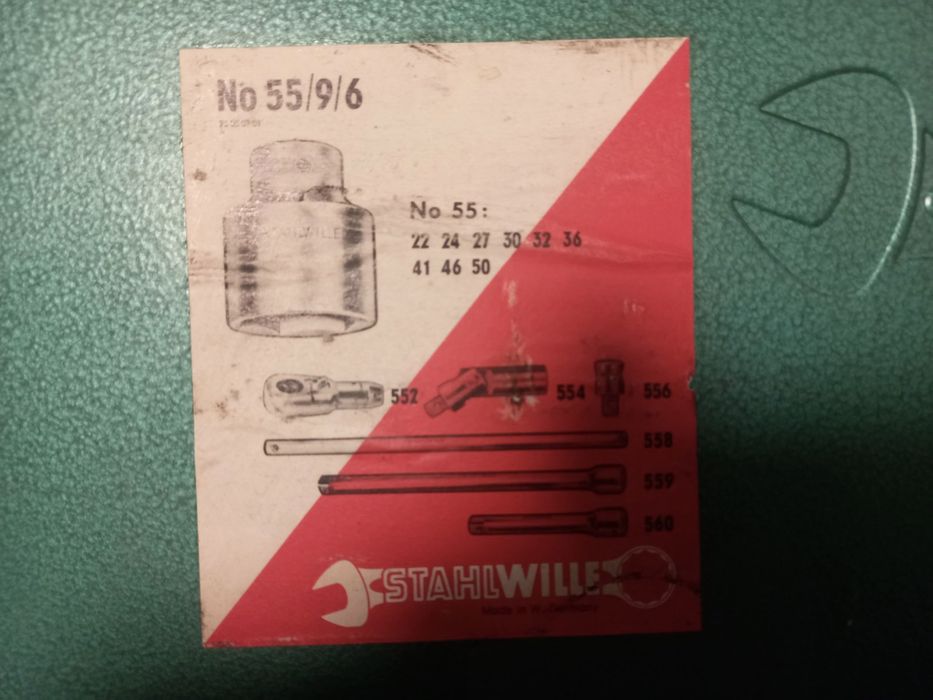 No 55/9/6
No 55:
22 24 27 30 32 36
41 46 50
STAHLWILLE
552
554
556
558
559
560
STAHLWILLE
Made in W.-Germany